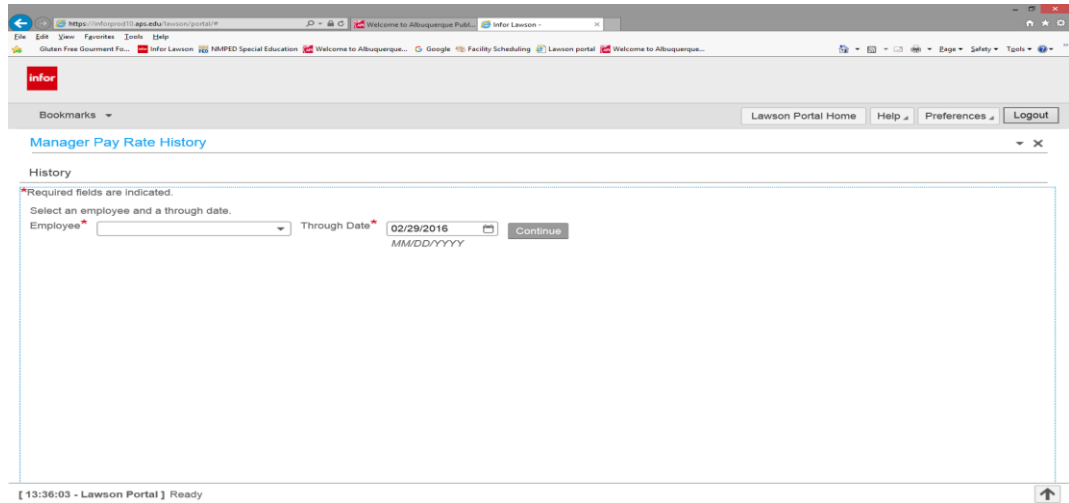 https://inforprod10.aps.edu/lawson/portal/#
Welcome to Albuquerque Publ...
Infor Lawson -
File Edit View Favorites Tools Help
Gluten Free Gourment Fo... Infor Lawson NMPED Special Education Welcome to Albuquerque... Google Facility Scheduling Lawson portal Welcome to Albuquerque... Page Safety Tools
infor
Bookmarks Lawson Portal Home Help Preferences Logout
Manager Pay Rate History
History
*Required fields are indicated.
Select an employee and a through date.
Employee* Through Date* 02/29/2016 Continue
MM/DD/YYYY
[ 13:36:03 - Lawson Portal ] Ready